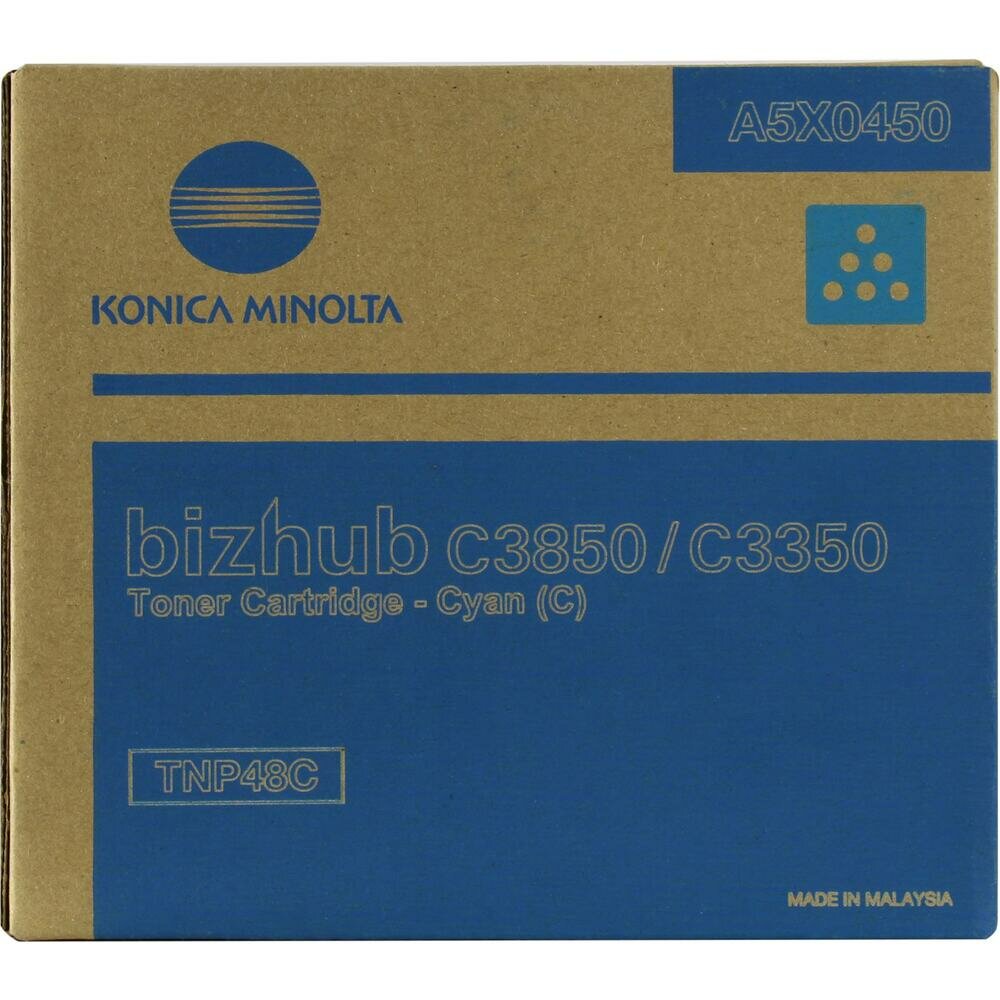 A5X0450
KONICA MINOLTA
bizhub C3850 / C3350
Toner Cartridge - Cyan (C)
TNP48C
MADE IN MALAYSIA